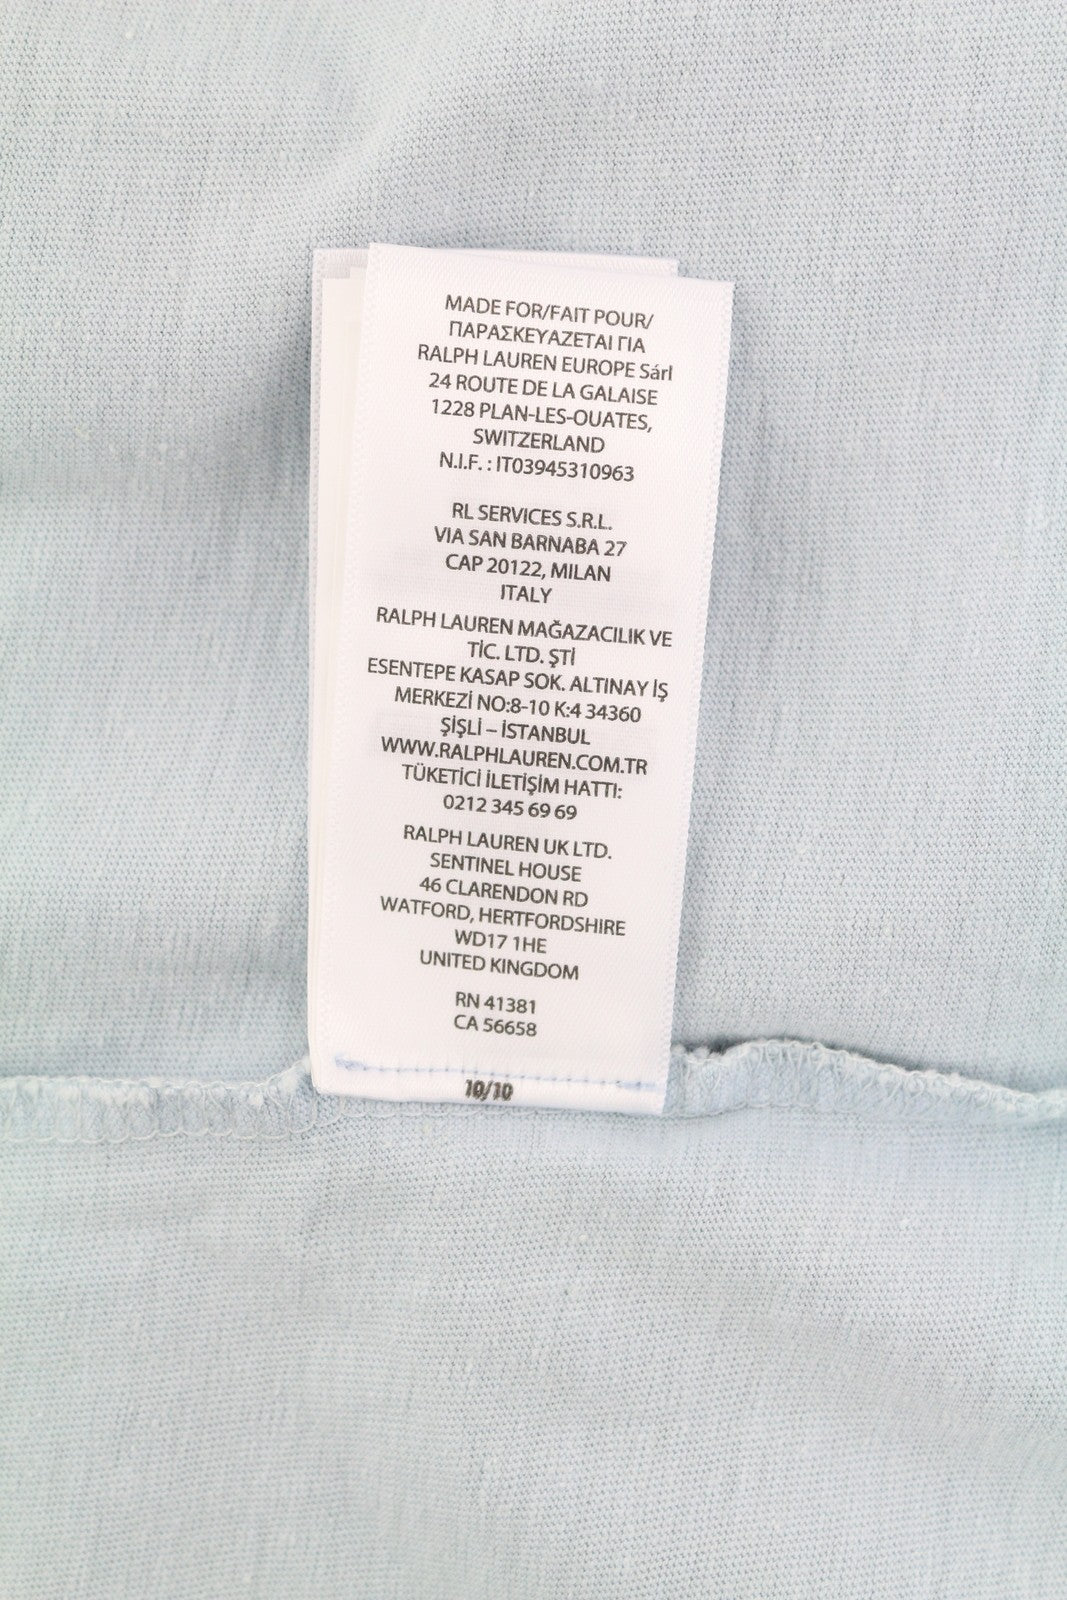 MADE FOR/FAIT POUR/
ΠΑΡΑΣΚΕΥΑΖΕΤΑΙ ΓΙΑ
RALPH LAUREN EUROPE Sárl
24 ROUTE DE LA GALAISE
1228 PLAN-LES-OUATES,
SWITZERLAND
N.I.F. : IT03945310963
RL SERVICES S.R.L.
VIA SAN BARNABA 27
CAP 20122, MILAN
ITALY
RALPH LAUREN MAĞAZACILIK VE
TİC. LTD. ŞTİ
ESENTEPE KASAP SOK. ALTINAY İŞ
MERKEZİ NO:8-10 K:4 34360
ŞİŞLİ – İSTANBUL
WWW.RALPHLAUREN.COM.TR
TÜKETİCİ İLETİŞİM HATTI:
0212 345 69 69
RALPH LAUREN UK LTD.
SENTINEL HOUSE
46 CLARENDON RD
WATFORD, HERTFORDSHIRE
WD17 1HE
UNITED KINGDOM
RN 41381
CA 56658
10/10